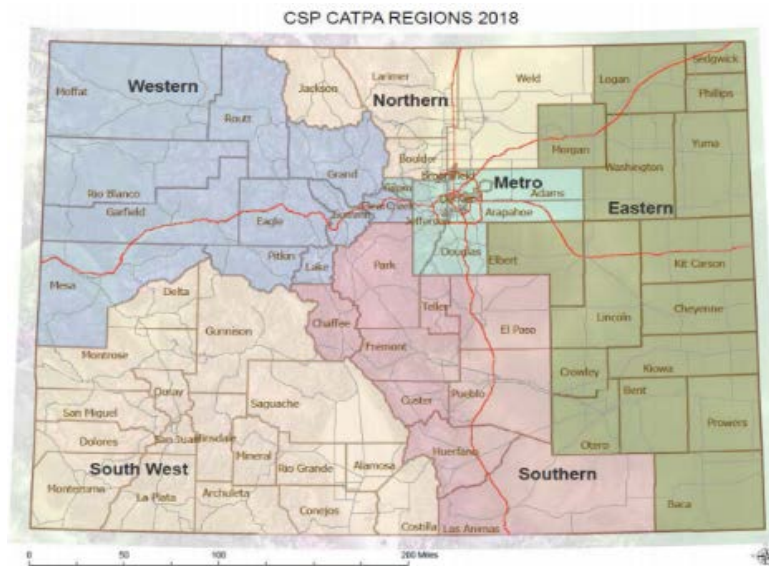 CSP CATPA REGIONS 2018
Western
Moffat
Routt
Jackson
Larimer
Northern
Weld
Logan
Sedgwick
Phillips
Grand
Boulder
Morgan
Yuma
Washington
Rio Blanco
Garfield
Eagle
Gilpin
Metro
Adams
Arapahoe
Eastern
Jefferson
Douglas
Elbert
Pitkin
Lake
Park
Kit Carson
Mesa
Delta
Teller
Cheyenne
Lincoln
Gunnison
Chaffee
El Paso
Montrose
Fremont
Crowley
Kiowa
Ouray
Custer
Pueblo
Bent
San Miguel
Saguache
Prowers
Dolores
San Juan
Hinsdale
Otero
Huerfano
Mineral
Rio Grande
Alamosa
South West
Southern
Montezuma
La Plata
Archuleta
Conejos
Costilla
Las Animas
Baca
0 50 100 200 Miles